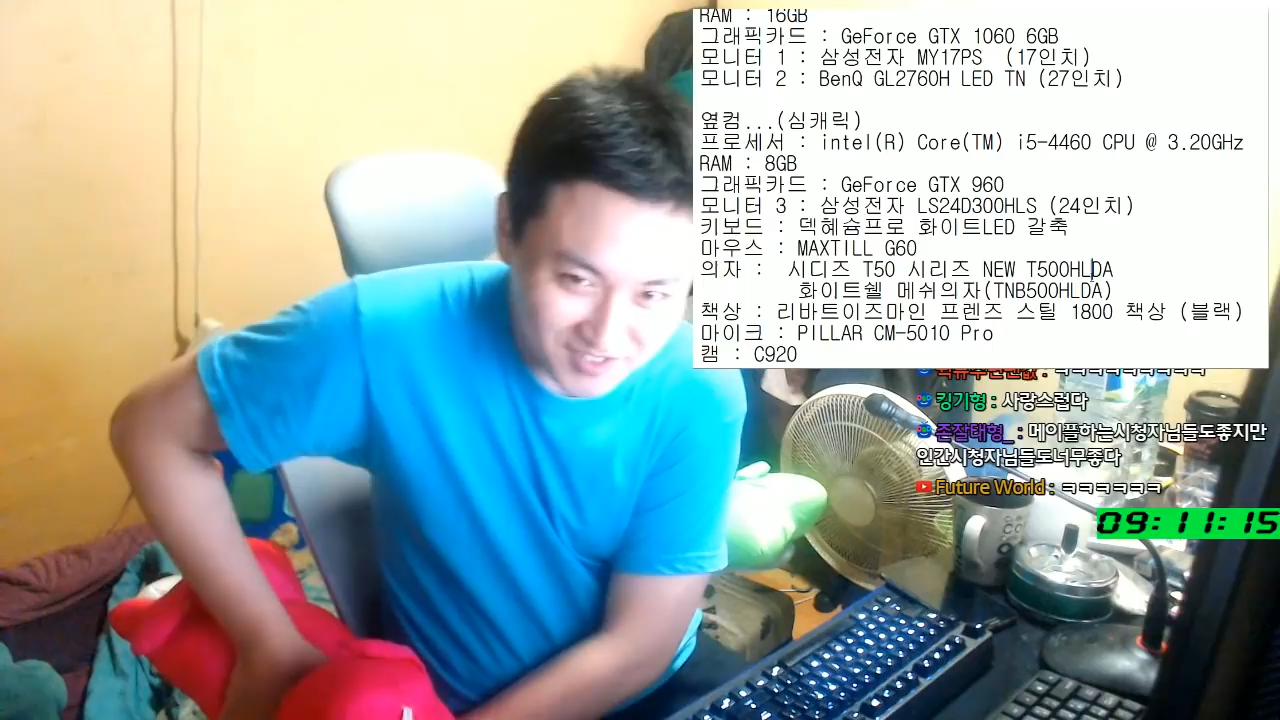 RAM : 16GB
그래픽카드 : GeForce GTX 1060 6GB
모니터 1 : 삼성전자 MY17PS (17인치)
모니터 2 : BenQ GL2760H LED TN (27인치)
옆컴...(심캐릭)
프로세서 : intel(R) Core(TM) i5-4460 CPU @ 3.20GHz
RAM : 8GB
그래픽카드 : GeForce GTX 960
모니터 3 : 삼성전자 LS24D300HLS (24인치)
키보드 : 덱헤슘프로 화이트LED 갈축
마우스 : MAXTILL G60
의자 : 시디즈 T50 시리즈 NEW T500HLDA
화이트쉘 메쉬의자(TNB500HLDA)
책상 : 리바트이즈마인 프렌즈 스틸 1800 책상 (블랙)
마이크 : PILLAR CM-5010 Pro
캠 : C920
킹기형 : 사랑스럽다
존잘태형_ : 메이플하는시청자님들도좋지만
인간시청자님들도너무좋다
Future World : ㅋㅋㅋㅋㅋㅋ
09:11:15